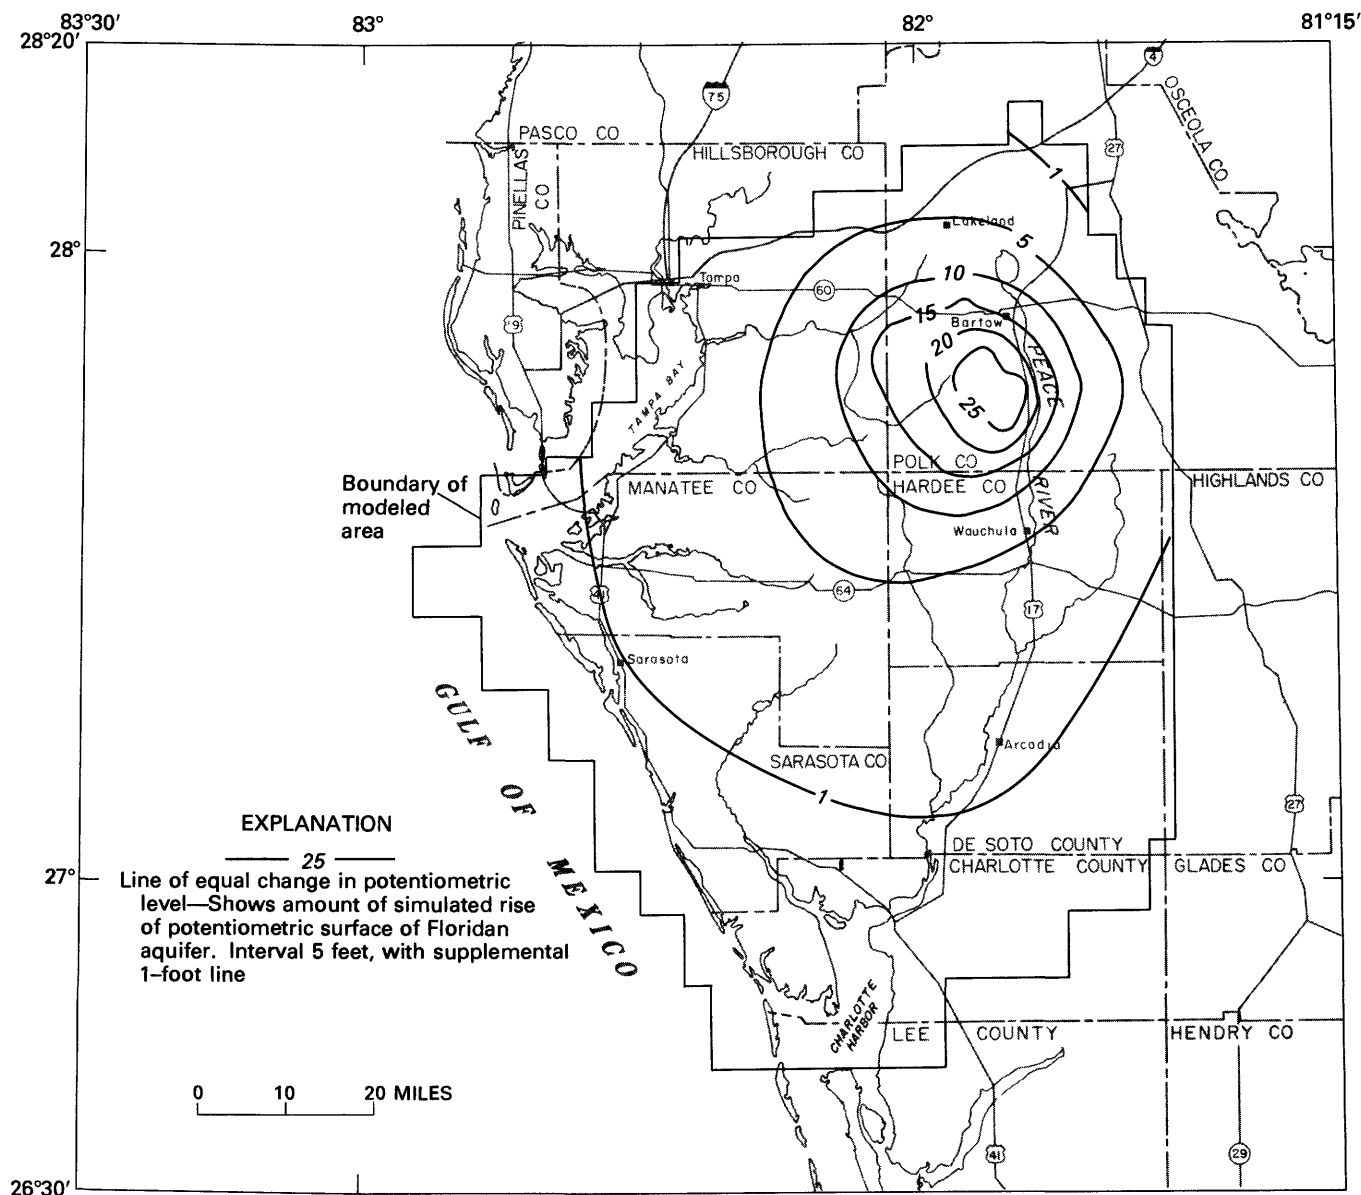 83°30' 83° 82° 81°15'
28°20'
4
75
OSCEOLA CO
PASCO CO
27
HILLSBOROUGH CO
PINELLAS CO
1
28°
Lakeland
5
10
Tampa
60
15
Bartow
19
20
PEACE
TAMPA BAY
25
POLK CO
Boundary of
modeled
area
MANATEE CO
HARDEE CO
HIGHLANDS CO
RIVER
Wauchula
41
64
17
Sarasota
GULF OF MEXICO
Arcadia
SARASOTA CO
1
27
EXPLANATION
25
DE SOTO COUNTY
CHARLOTTE COUNTY
GLADES CO
27°
Line of equal change in potentiometric
level—Shows amount of simulated rise
of potentiometric surface of Floridan
aquifer. Interval 5 feet, with supplemental
1-foot line
CHARLOTTE
HARBOR
LEE COUNTY
HENDRY CO
0 10 20 MILES
41
29
26°30'